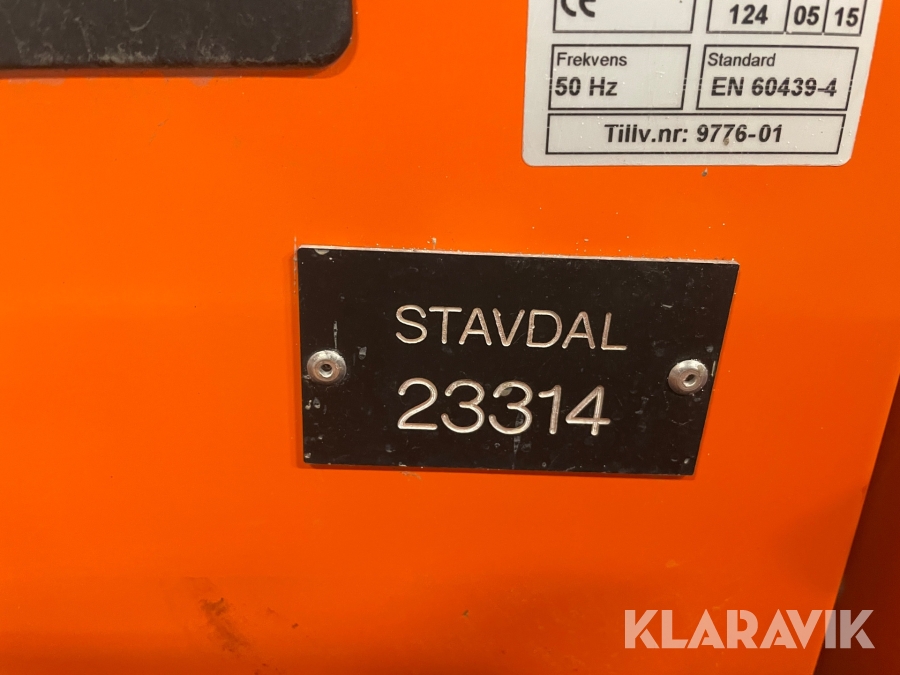 CE
124 05 15
Frekvens Standard
50 Hz EN 60439-4
Tillv.nr: 9776-01
STAVDAL
23314
KLARAVIK